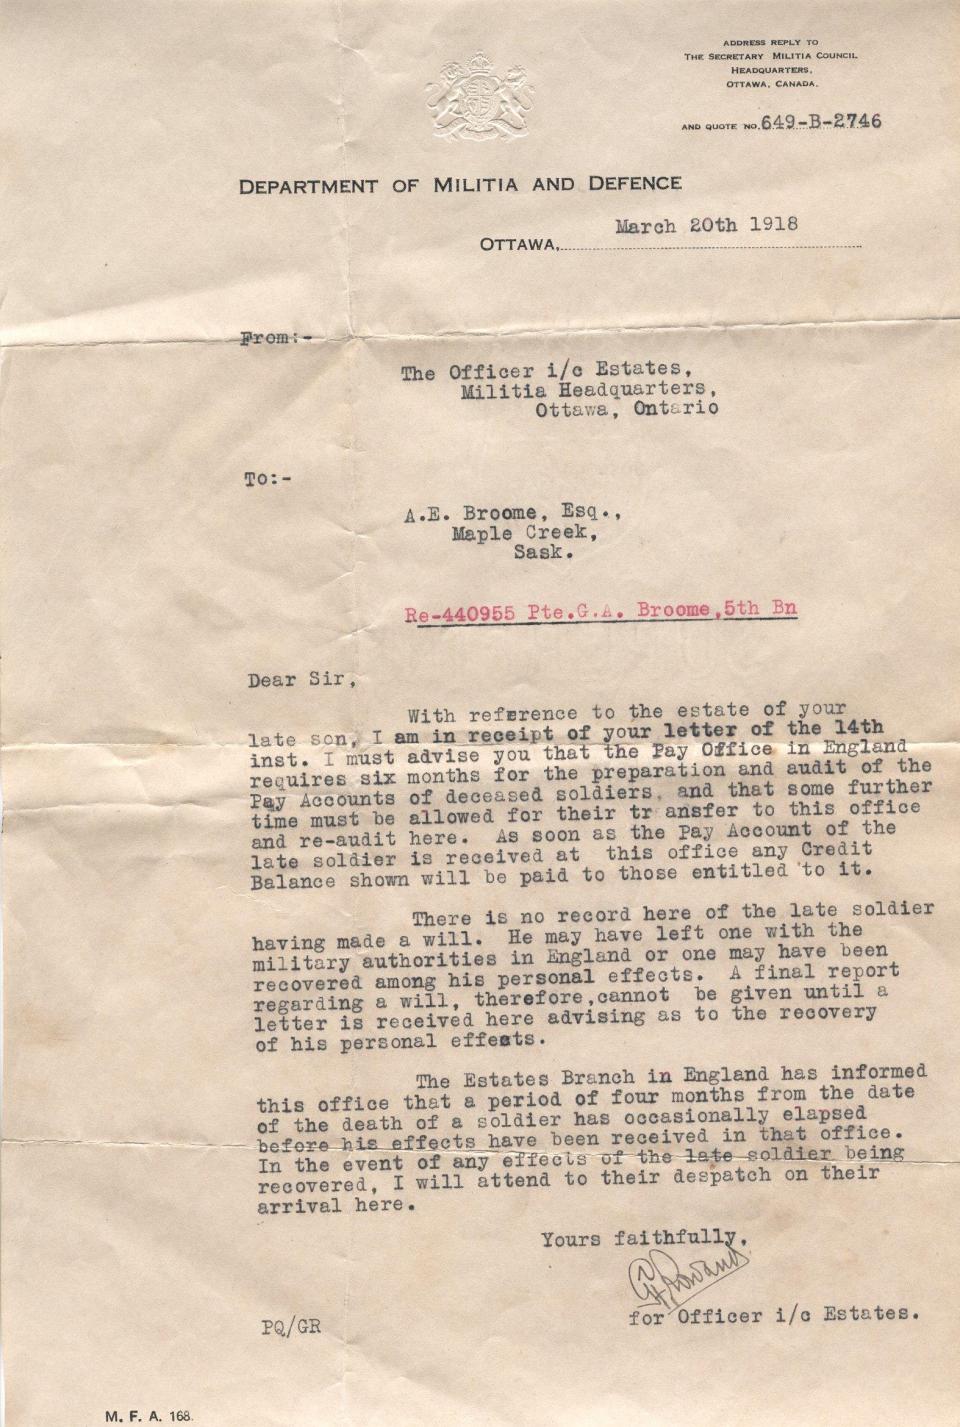 ADDRESS REPLY TO
THE SECRETARY MILITIA COUNCIL
HEADQUARTERS,
OTTAWA, CANADA.
AND QUOTE NO. 649-B-2746
DEPARTMENT OF MILITIA AND DEFENCE
March 20th 1918
OTTAWA,
From:-
The Officer i/c Estates,
Militia Headquarters,
Ottawa, Ontario
To:-
A.E. Broome, Esq.,
Maple Creek,
Sask.
Re-440955 Pte.G.A. Broome,5th Bn
Dear Sir,
With reference to the estate of your
late son, I am in receipt of your letter of the 14th
inst. I must advise you that the Pay Office in England
requires six months for the preparation and audit of the
Pay Accounts of deceased soldiers, and that some further
time must be allowed for their tr ansfer to this office
and re-audit here. As soon as the Pay Account of the
late soldier is received at this office any Credit
Balance shown will be paid to those entitled to it.
There is no record here of the late soldier
having made a will. He may have left one with the
military authorities in England or one may have been
recovered among his personal effects. A final report
regarding a will, therefore,cannot be given until a
letter is received here advising as to the recovery
of his personal effects.
The Estates Branch in England has informed
this office that a period of four months from the date
of the death of a soldier has occasionally elapsed
before his effects have been received in that office.
In the event of any effects of the late soldier being
recovered, I will attend to their despatch on their
arrival here.
Yours faithfully,
for Officer i/c Estates.
PQ/GR
M. F. A. 168.